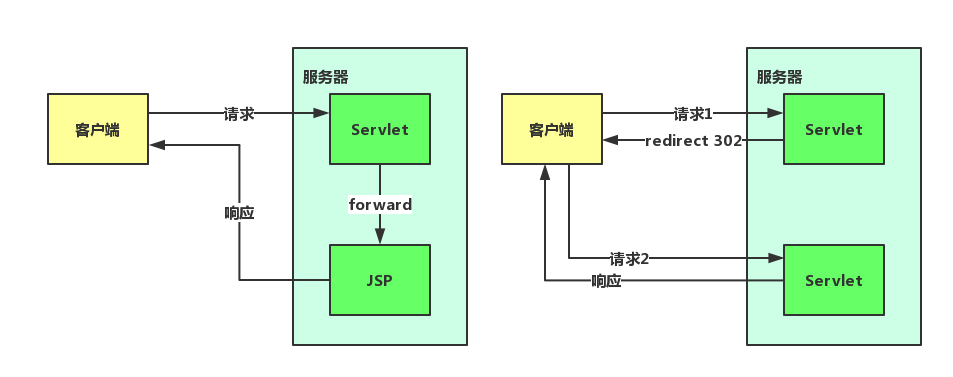 服务器
客户端
请求
Servlet
forward
响应
JSP
服务器
客户端
请求1
Servlet
redirect 302
请求2
响应
Servlet